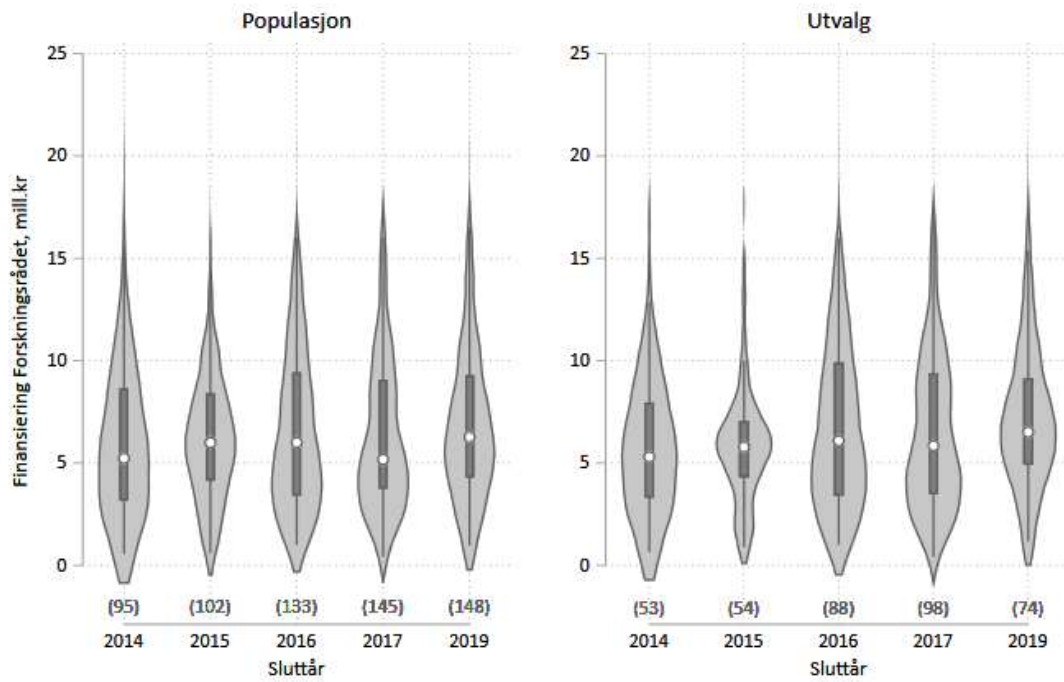 Populasjon
Utvalg
Finansiering Forskningsrådet, mill.kr
25
20
15
10
5
0
(95) (102) (133) (145) (148)
2014 2015 2016 2017 2019
Sluttår
25
20
15
10
5
0
(53) (54) (88) (98) (74)
2014 2015 2016 2017 2019
Sluttår